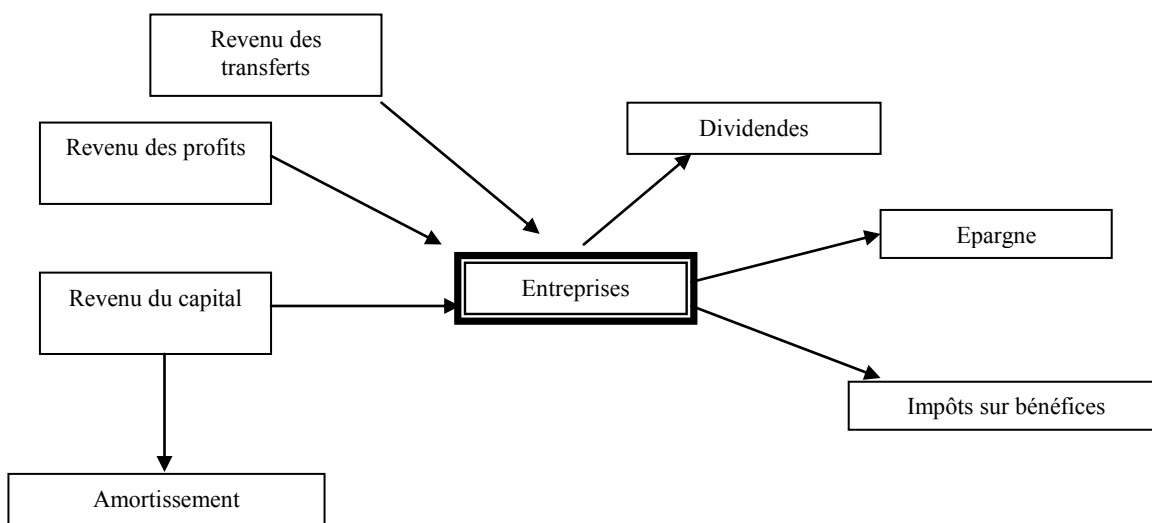 Revenu des
transferts
Dividendes
Revenu des profits
Epargne
Revenu du capital
Entreprises
Impôts sur bénéfices
Amortissement